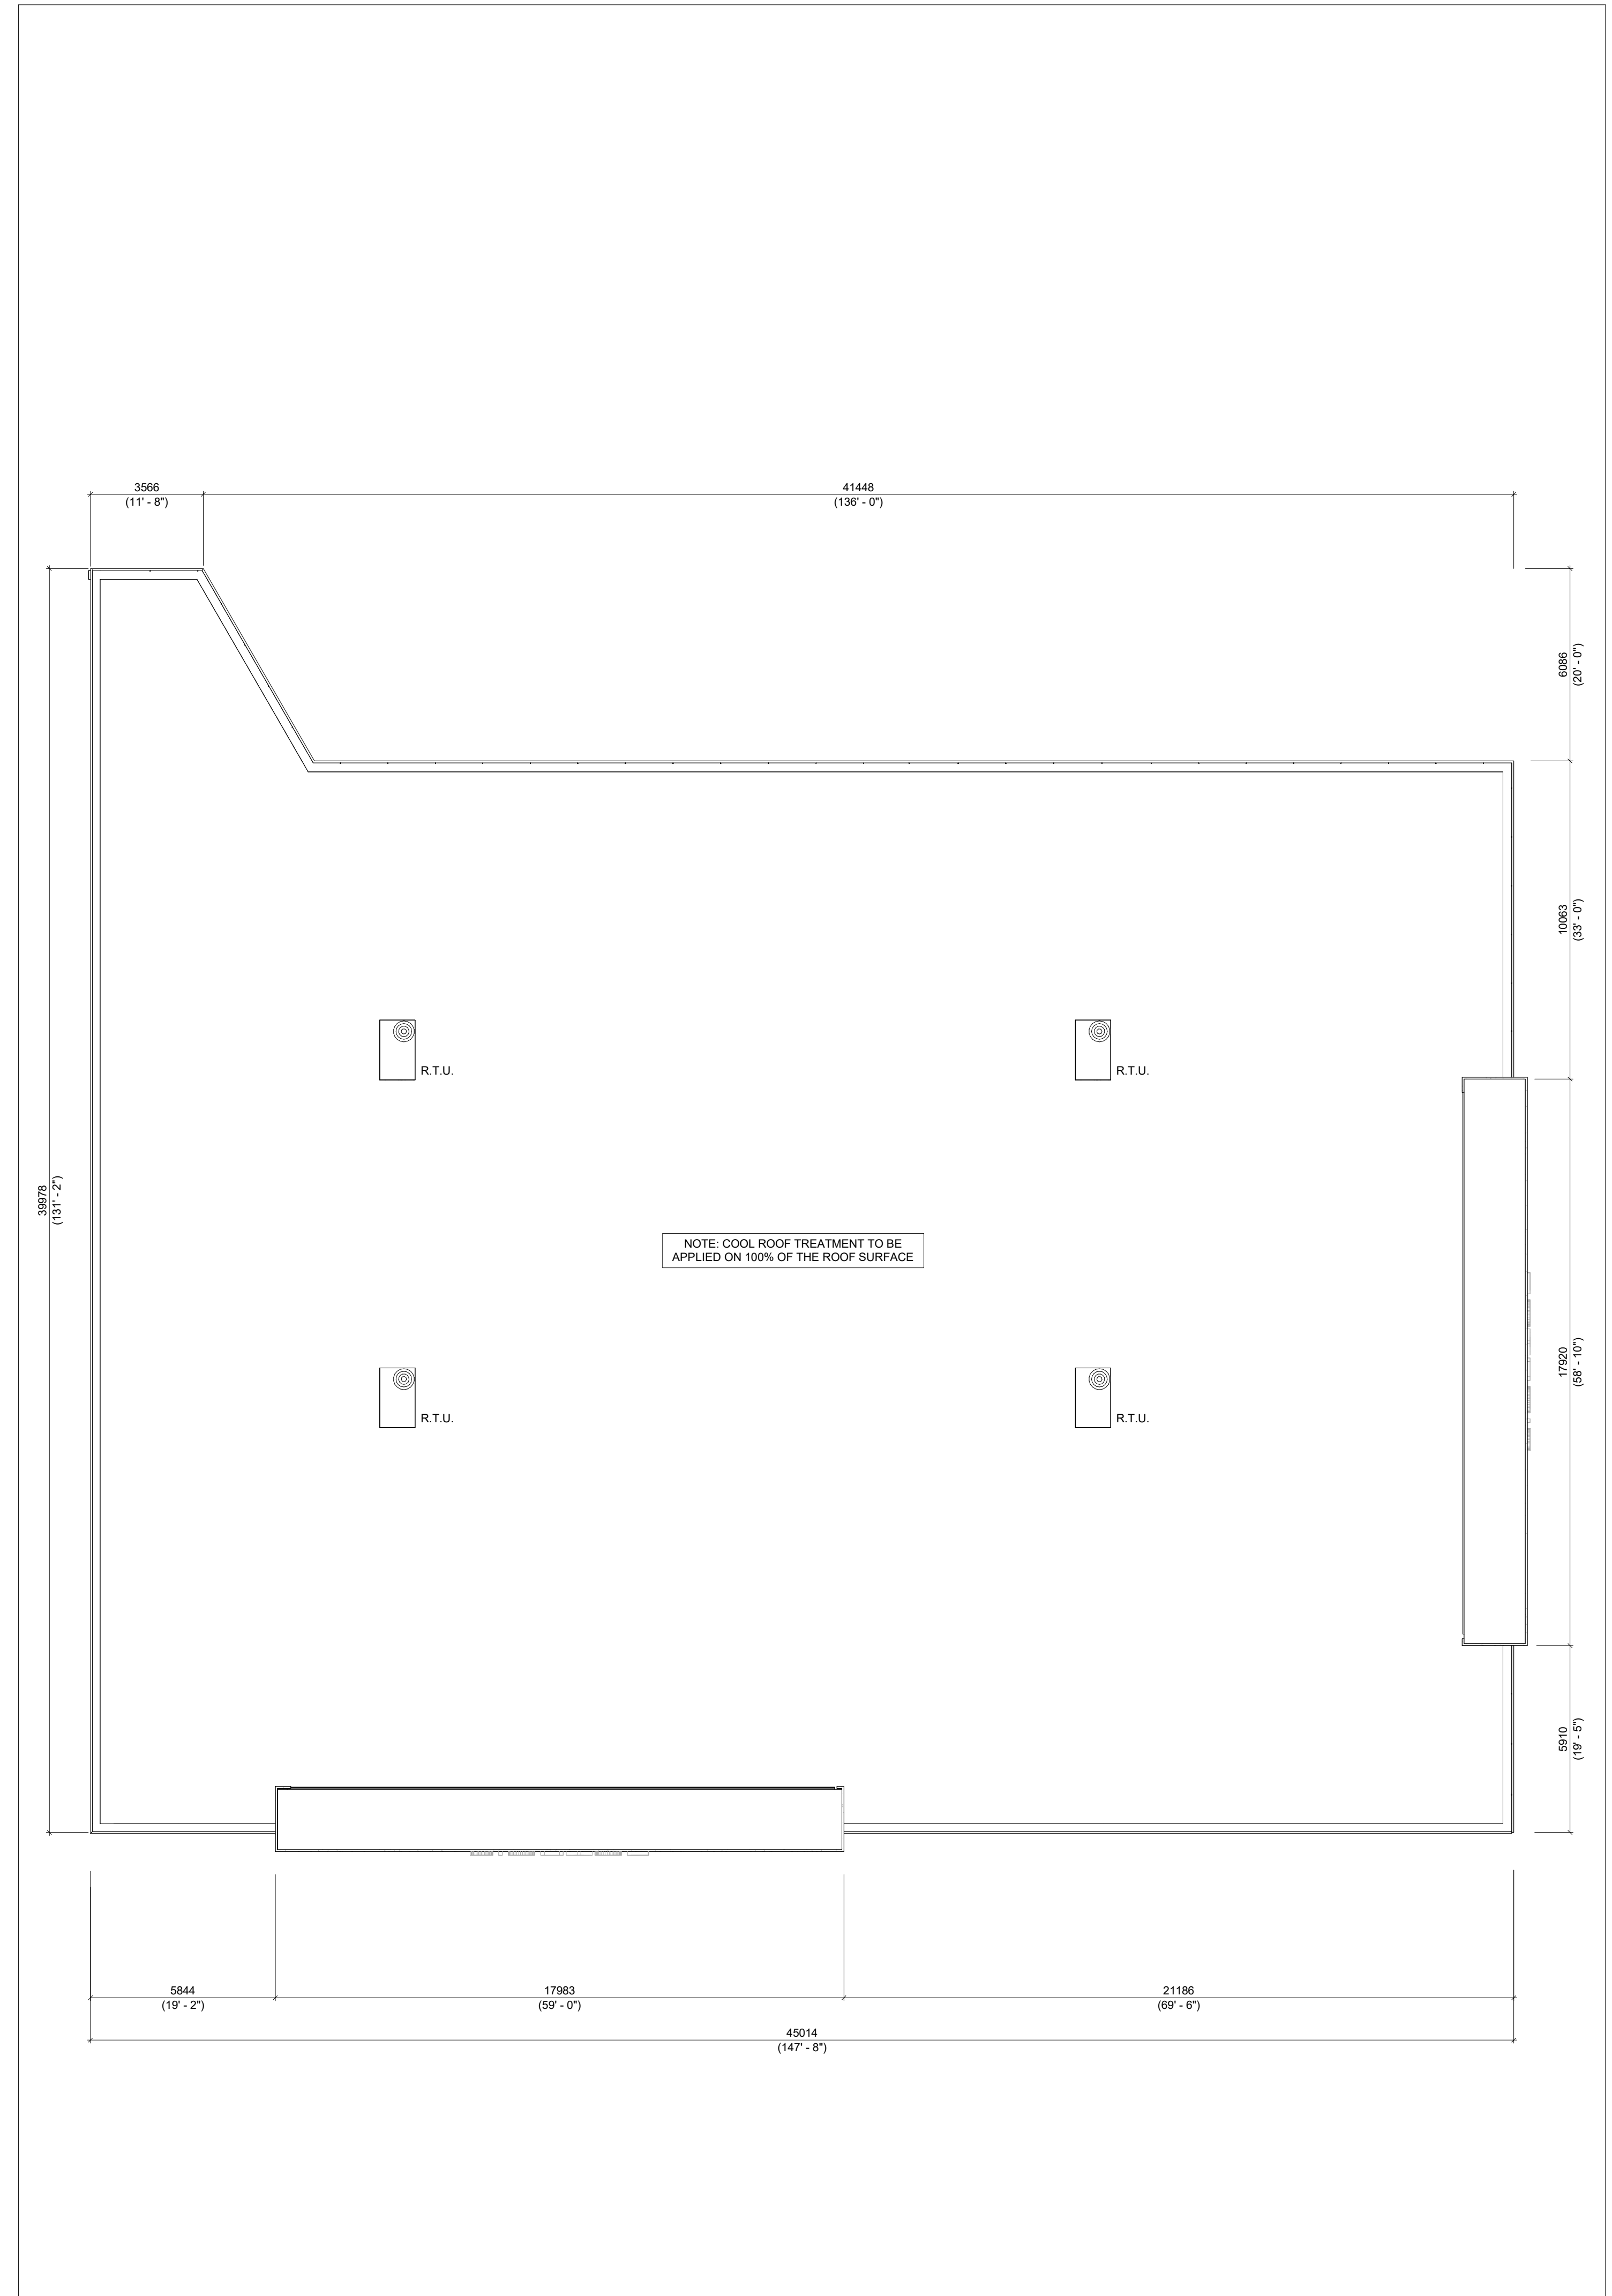 3566
(11' - 8")
41448
(136' - 0")
6086
(20' - 0")
10063
(33' - 0")
R.T.U.
R.T.U.
39978
(131' - 2")
NOTE: COOL ROOF TREATMENT TO BE
APPLIED ON 100% OF THE ROOF SURFACE
17920
(58' - 10")
R.T.U.
R.T.U.
5910
(19' - 5")
5844
(19' - 2")
17983
(59' - 0")
21186
(69' - 6")
45014
(147' - 8")